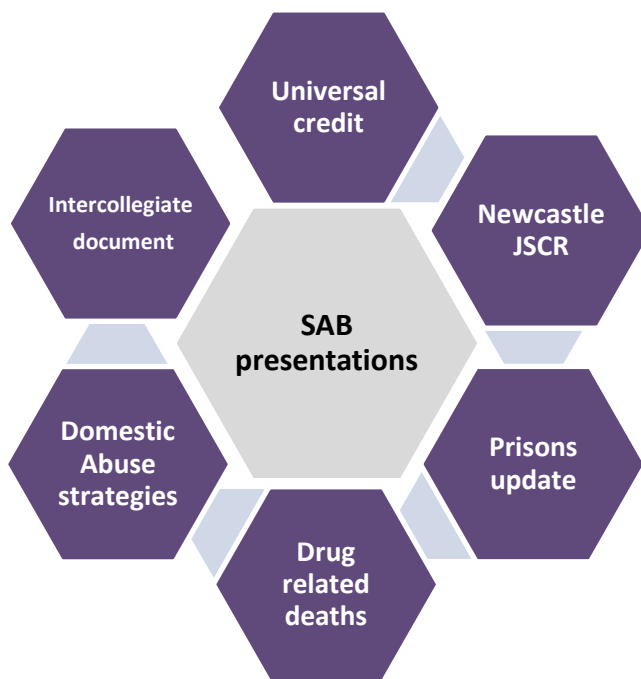 Universal
credit
Newcastle
JSCR
Intercollegiate
document
SAB
presentations
Domestic
Abuse
strategies
Prisons
update
Drug
related
deaths